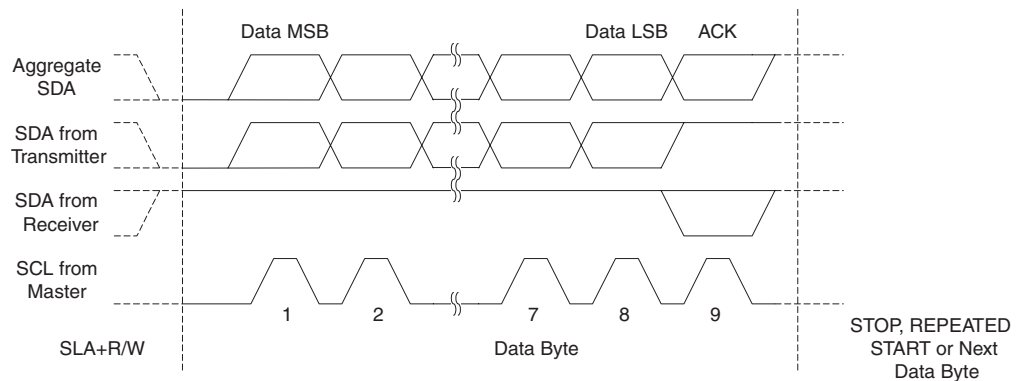 Data MSB
Data LSB
ACK
Aggregate
SDA
SDA from
Transmitter
SDA from
Receiver
SCL from
Master
1
2
7
8
9
SLA+R/W
Data Byte
STOP, REPEATED
START or Next
Data Byte